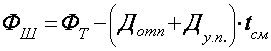 Ф_Ш = Ф_Т − (Д_отп + Д_у.п.) · t_см